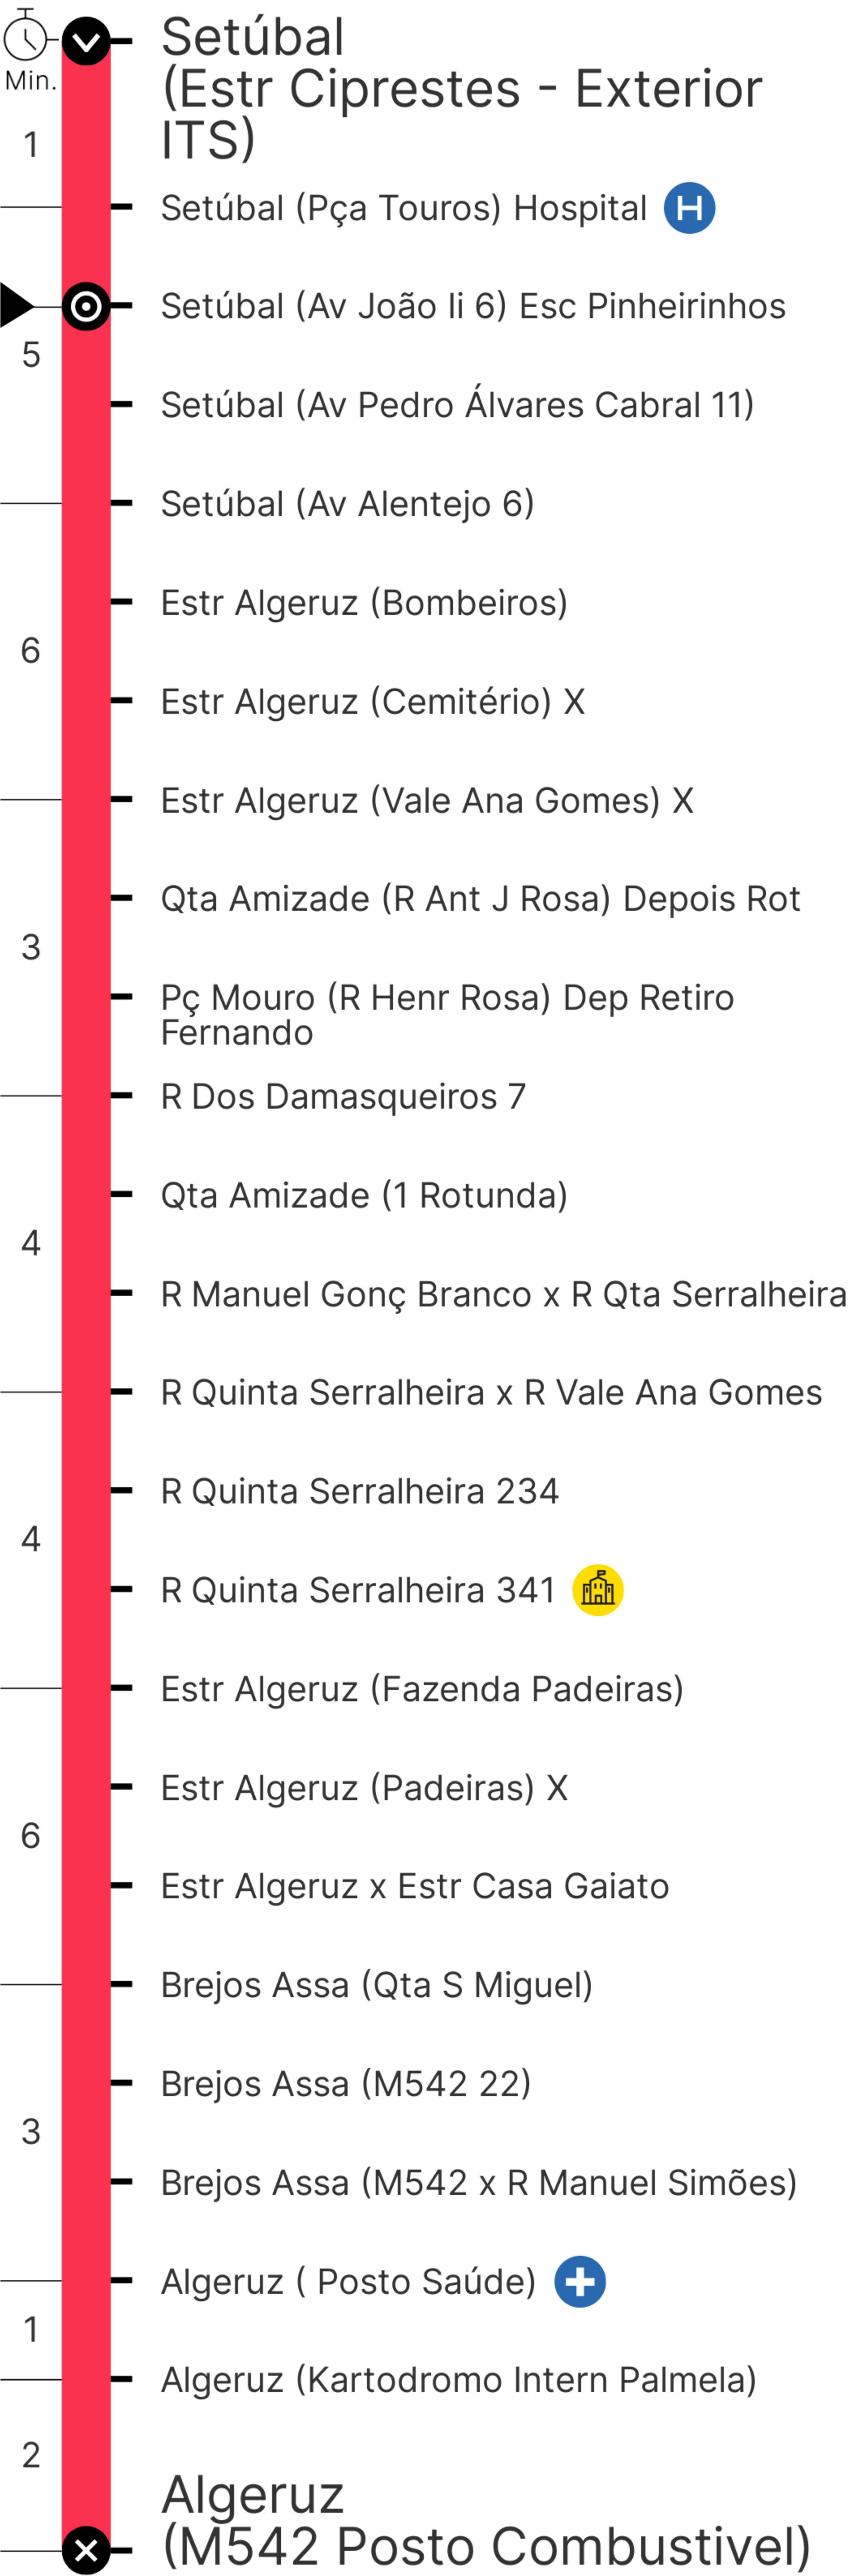 Setúbal
(Estr Ciprestes - Exterior
ITS)
Min.
1
Setúbal (Pça Touros) Hospital H
Setúbal (Av João Ii 6) Esc Pinheirinhos
5
Setúbal (Av Pedro Álvares Cabral 11)
Setúbal (Av Alentejo 6)
Estr Algeruz (Bombeiros)
6
Estr Algeruz (Cemitério) X
Estr Algeruz (Vale Ana Gomes) X
Qta Amizade (R Ant J Rosa) Depois Rot
3
Pç Mouro (R Henr Rosa) Dep Retiro
Fernando
R Dos Damasqueiros 7
Qta Amizade (1 Rotunda)
4
R Manuel Gonç Branco x R Qta Serralheira
R Quinta Serralheira x R Vale Ana Gomes
R Quinta Serralheira 234
4
R Quinta Serralheira 341
Estr Algeruz (Fazenda Padeiras)
Estr Algeruz (Padeiras) X
6
Estr Algeruz x Estr Casa Gaiato
Brejos Assa (Qta S Miguel)
Brejos Assa (M542 22)
3
Brejos Assa (M542 x R Manuel Simões)
Algeruz ( Posto Saúde)
1
Algeruz (Kartodromo Intern Palmela)
2
Algeruz
(M542 Posto Combustivel)